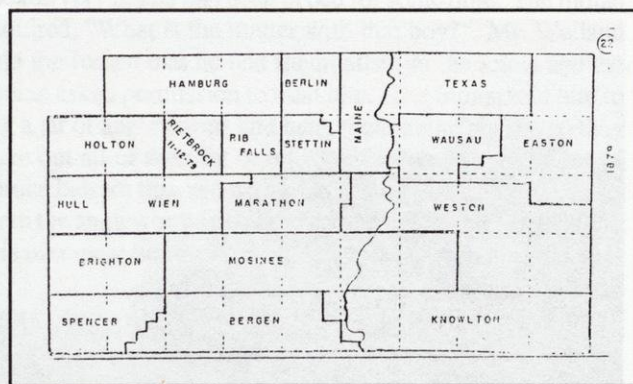 HAMBURG BERLIN TEXAS
MAINE
HOLTON RIETBROCK 11-12-79 RIB FALLS STETTIN WAUSAU EASTON
1879
HULL WIEN MARATHON WESTON
BRIGHTON MOSINEE
SPENCER BERGEN KNOWLTON